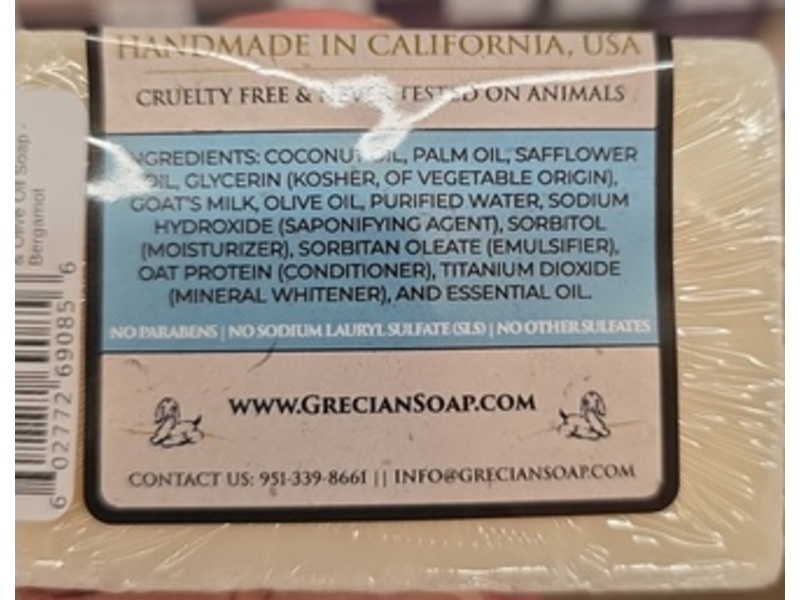 HANDMADE IN CALIFORNIA, USA
CRUELTY FREE & NEVER TESTED ON ANIMALS
INGREDIENTS: COCONUT OIL, PALM OIL, SAFFLOWER
OIL, GLYCERIN (KOSHER, OF VEGETABLE ORIGIN),
GOAT'S MILK, OLIVE OIL, PURIFIED WATER, SODIUM
HYDROXIDE (SAPONIFYING AGENT), SORBITOL
(MOISTURIZER), SORBITAN OLEATE (EMULSIFIER),
OAT PROTEIN (CONDITIONER), TITANIUM DIOXIDE
(MINERAL WHITENER), AND ESSENTIAL OIL.
NO PARABENS | NO SODIUM LAURYL SULFATE (SLS) | NO OTHER SULFATES
WWW.GRECIANSOAP.COM
CONTACT US: 951-339-8661 || INFO@GRECIANSOAP.COM
& Olive Oil Soap -
Bergamot
6 02772 69085 6